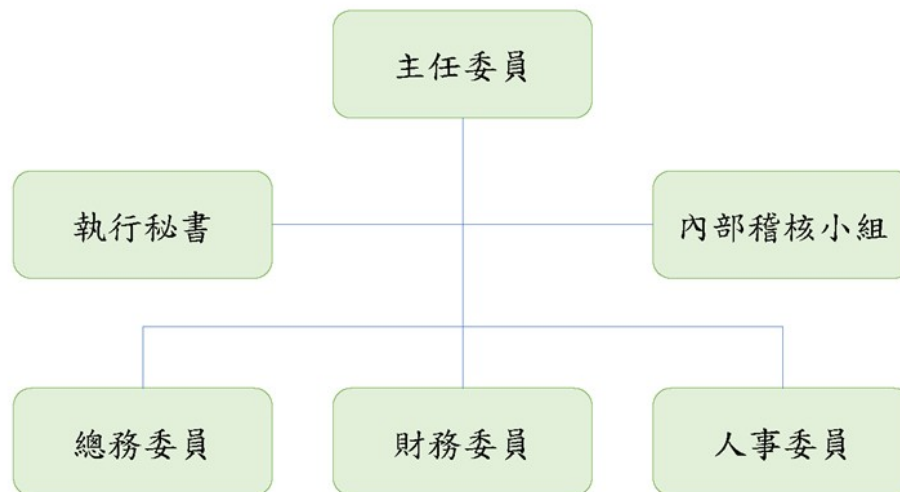 主任委員
執行秘書
內部稽核小組
總務委員
財務委員
人事委員